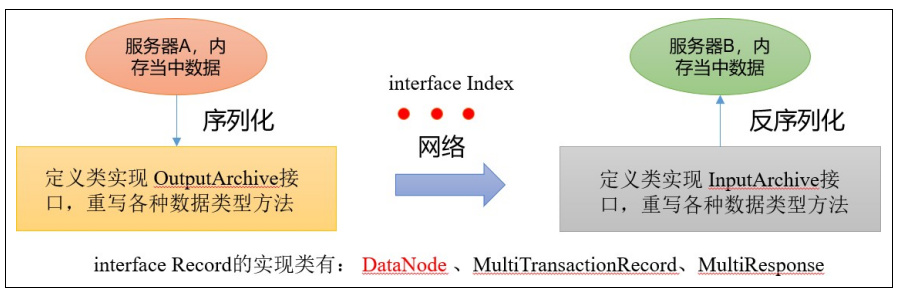 服务器A，内
存当中数据
序列化
定义类实现 OutputArchive接
口，重写各种数据类型方法
interface Index
网络
服务器B，内
存当中数据
反序列化
定义类实现 InputArchive接
口，重写各种数据类型方法
interface Record的实现类有： DataNode 、MultiTransactionRecord、MultiResponse